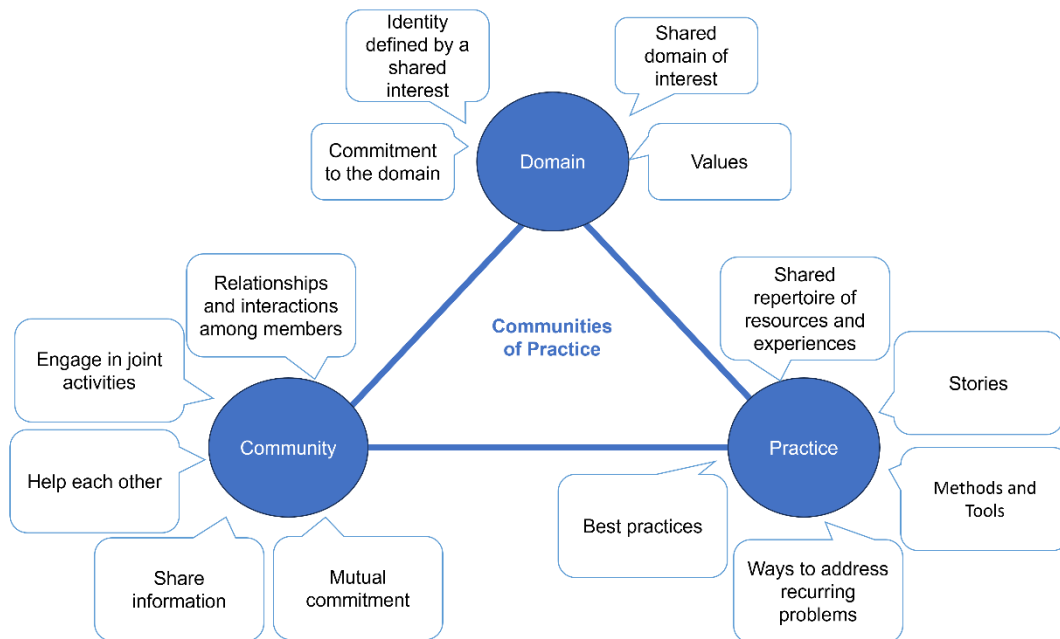 Identity
defined by a
shared
interest
Shared
domain of
interest
Commitment
to the domain
Domain
Values
Relationships
and interactions
among members
Shared
repertoire of
resources and
experiences
Communities
of Practice
Engage in joint
activities
Stories
Community
Practice
Help each other
Methods and
Tools
Best practices
Share
information
Mutual
commitment
Ways to address
recurring
problems